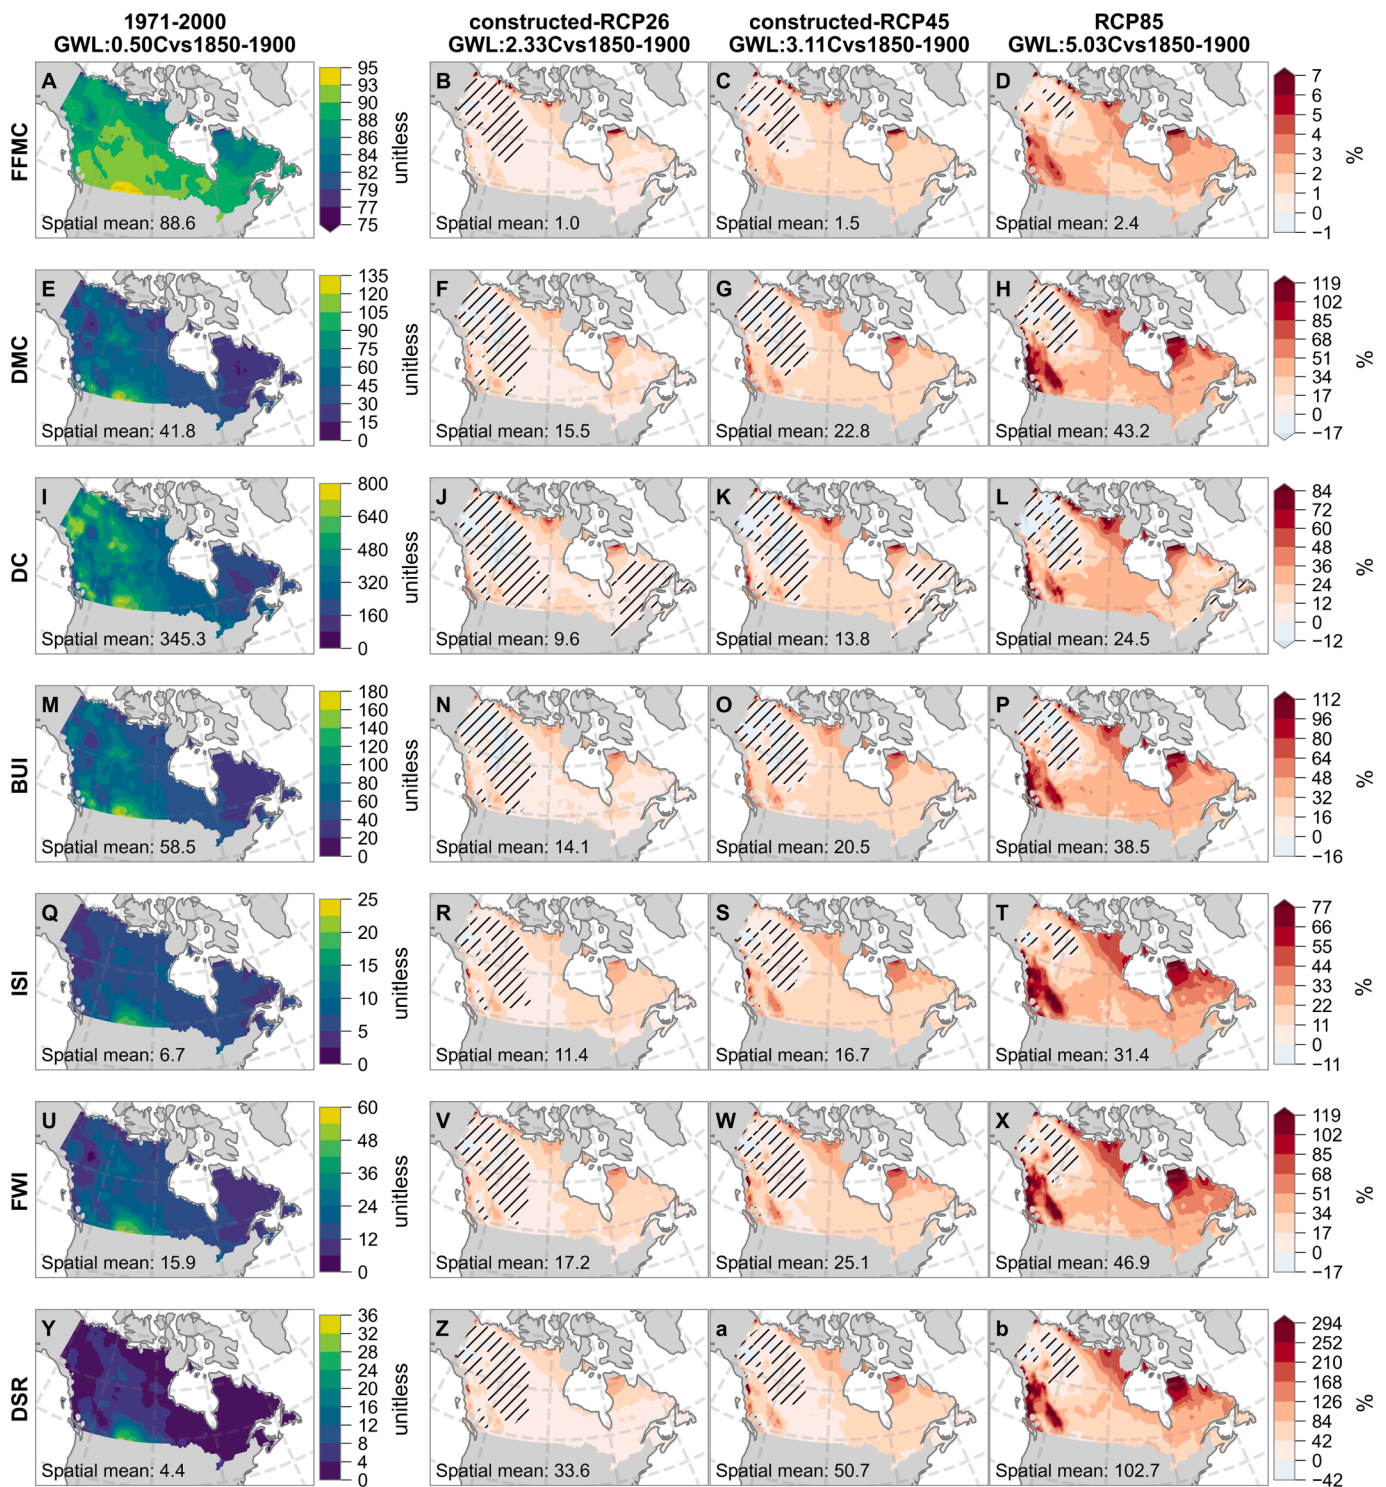 1971-2000
GWL:0.50Cvs1850-1900
constructed-RCP26
GWL:2.33Cvs1850-1900
constructed-RCP45
GWL:3.11Cvs1850-1900
RCP85
GWL:5.03Cvs1850-1900
FFMC
A
Spatial mean: 88.6
95
93
90
88
86
84
82
79
77
75
unitless
B
Spatial mean: 1.0
C
Spatial mean: 1.5
D
Spatial mean: 2.4
7
6
5
4
3
2
1
0
−1
%
DMC
E
Spatial mean: 41.8
135
120
105
90
75
60
45
30
15
0
unitless
F
Spatial mean: 15.5
G
Spatial mean: 22.8
H
Spatial mean: 43.2
119
102
85
68
51
34
17
0
−17
%
DC
I
Spatial mean: 345.3
800
640
480
320
160
0
unitless
J
Spatial mean: 9.6
K
Spatial mean: 13.8
L
Spatial mean: 24.5
84
72
60
48
36
24
12
0
−12
%
BUI
M
Spatial mean: 58.5
180
160
140
120
100
80
60
40
20
0
unitless
N
Spatial mean: 14.1
O
Spatial mean: 20.5
P
Spatial mean: 38.5
112
96
80
64
48
32
16
0
−16
%
ISI
Q
Spatial mean: 6.7
25
20
15
10
5
0
unitless
R
Spatial mean: 11.4
S
Spatial mean: 16.7
T
Spatial mean: 31.4
77
66
55
44
33
22
11
0
−11
%
FWI
U
Spatial mean: 15.9
60
48
36
24
12
0
unitless
V
Spatial mean: 17.2
W
Spatial mean: 25.1
X
Spatial mean: 46.9
119
102
85
68
51
34
17
0
−17
%
DSR
Y
Spatial mean: 4.4
36
32
28
24
20
16
12
8
4
0
unitless
Z
Spatial mean: 33.6
a
Spatial mean: 50.7
b
Spatial mean: 102.7
294
252
210
168
126
84
42
0
−42
%